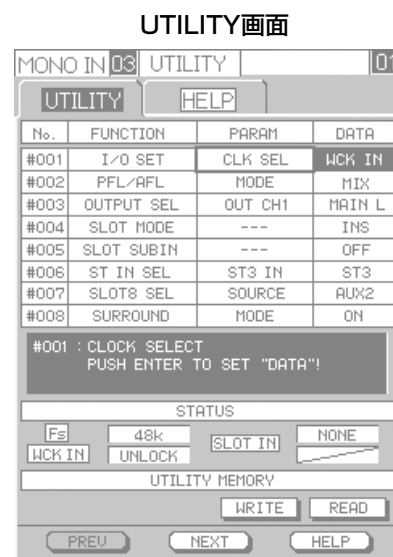 UTILITY画面
MONO IN 03 UTILITY 01
UTILITY HELP
No. FUNCTION PARAM DATA
#001 I/O SET CLK SEL WCK IN
#002 PFL/AFL MODE MIX
#003 OUTPUT SEL OUT CH1 MAIN L
#004 SLOT MODE --- INS
#005 SLOT SUBIN --- OFF
#006 ST IN SEL ST3 IN ST3
#007 SLOT8 SEL SOURCE AUX2
#008 SURROUND MODE ON
#001 : CLOCK SELECT
PUSH ENTER TO SET "DATA"!
STATUS
Fs 48k SLOT IN NONE
WCK IN UNLOCK
UTILITY MEMORY
WRITE READ
PREV NEXT HELP